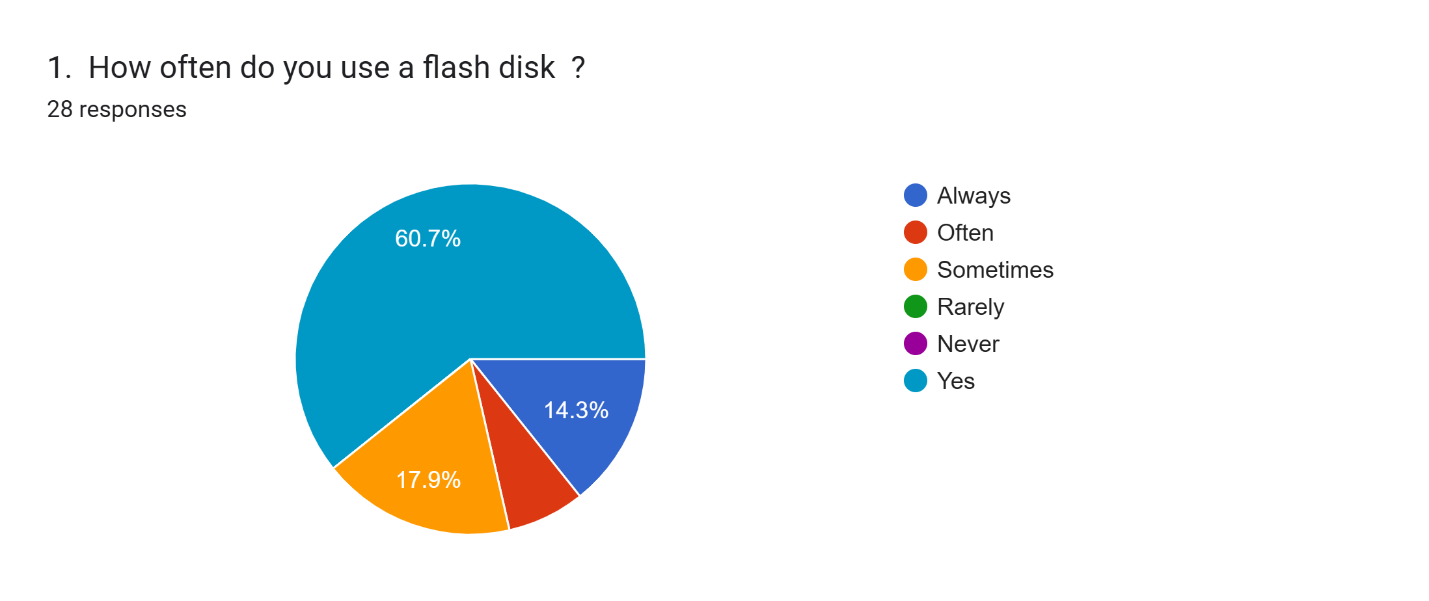 1. How often do you use a flash disk ?
28 responses
60.7%
14.3%
17.9%
Always
Often
Sometimes
Rarely
Never
Yes